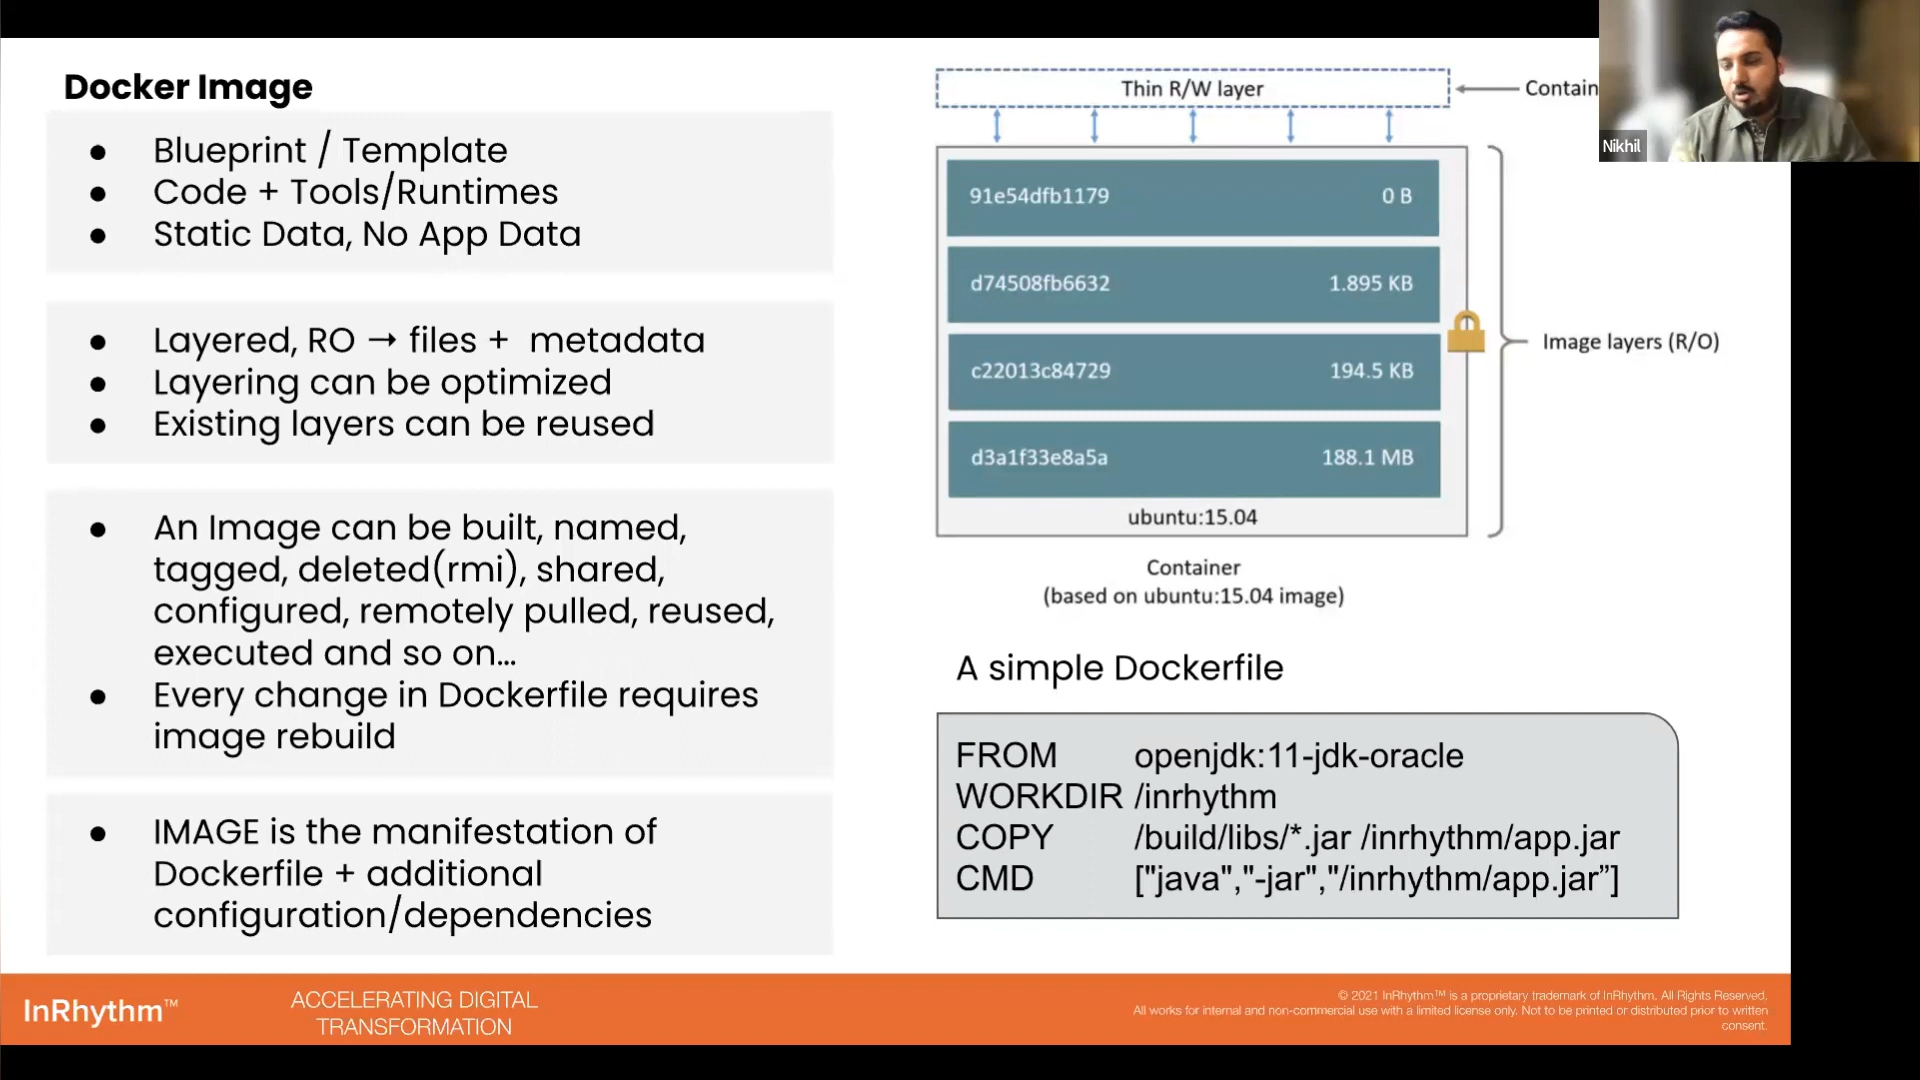 Docker Image
● Blueprint / Template
● Code + Tools/Runtimes
● Static Data, No App Data
● Layered, RO → files + metadata
● Layering can be optimized
● Existing layers can be reused
● An Image can be built, named,
tagged, deleted(rmi), shared,
configured, remotely pulled, reused,
executed and so on...
● Every change in Dockerfile requires
image rebuild
● IMAGE is the manifestation of
Dockerfile + additional
configuration/dependencies
Thin R/W layer
Contain
Nikhil
91e54dfb1179 0 B
d74508fb6632 1.895 KB
c22013c84729 194.5 KB
d3a1f33e8a5a 188.1 MB
ubuntu:15.04
Image layers (R/O)
Container
(based on ubuntu:15.04 image)
A simple Dockerfile
FROM openjdk:11-jdk-oracle
WORKDIR /inrhythm
COPY /build/libs/*.jar /inrhythm/app.jar
CMD ["java","-jar","/inrhythm/app.jar”]
InRhythm™
ACCELERATING DIGITAL
TRANSFORMATION
© 2021 InRhythm™ is a proprietary trademark of InRhythm. All Rights Reserved.
All works for internal and non-commercial use with a limited license only. Not to be printed or distributed prior to written
consent.